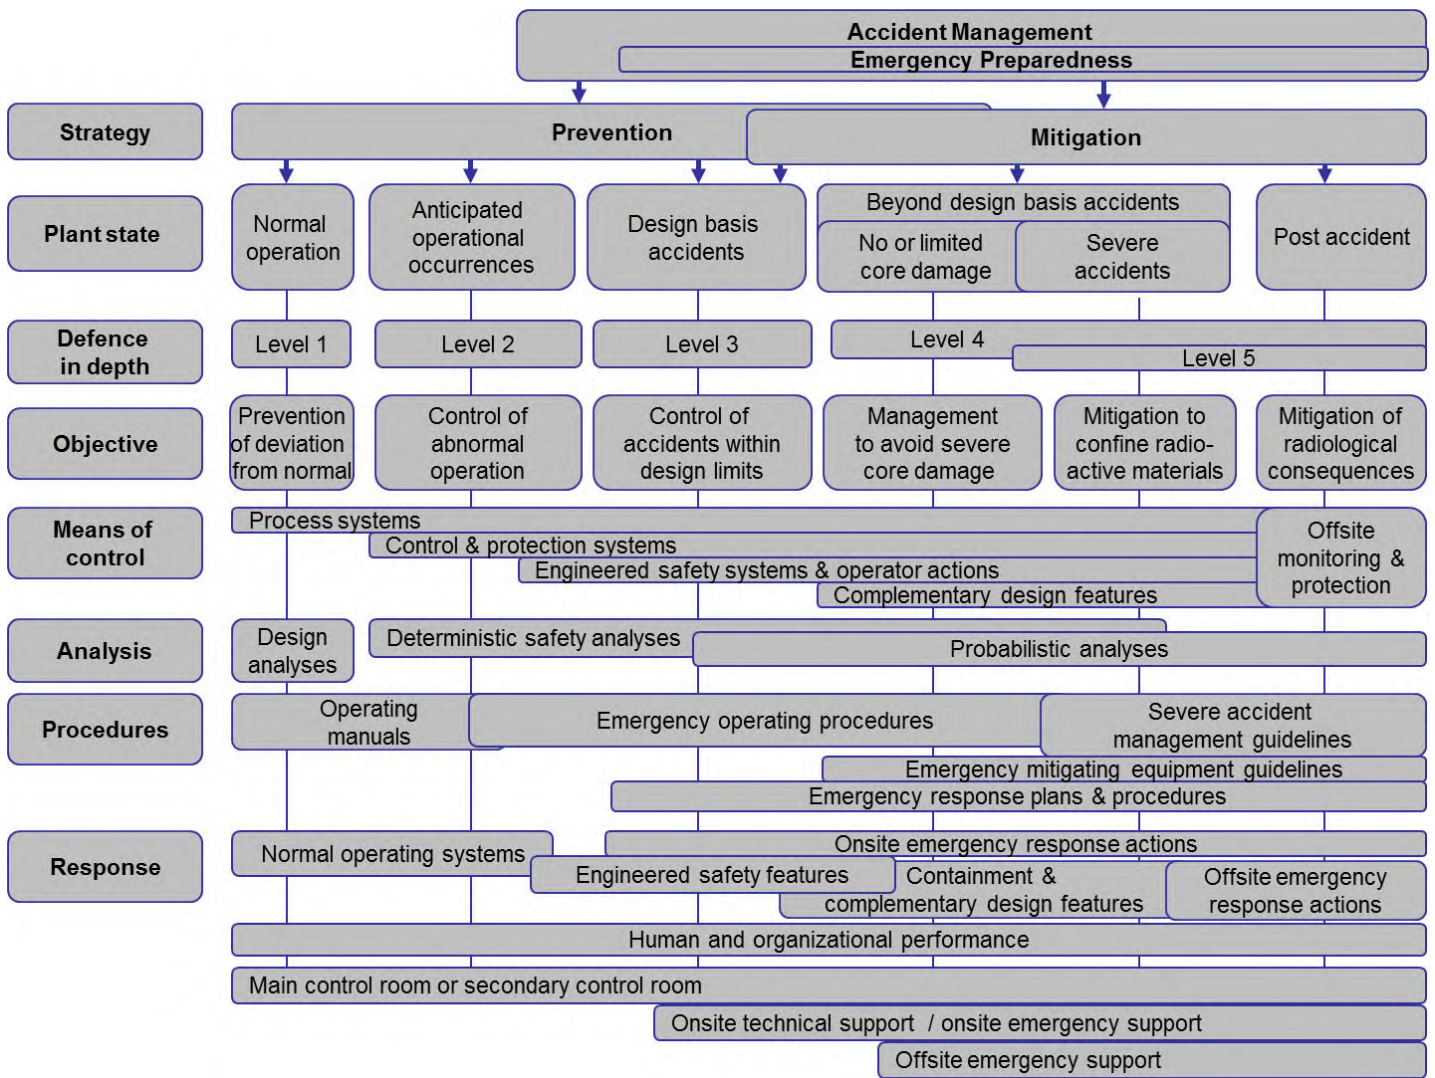 Accident Management
Emergency Preparedness
Strategy
Prevention
Mitigation
Plant state
Normal
operation
Anticipated
operational
occurrences
Design basis
accidents
Beyond design basis accidents
No or limited
core damage
Severe
accidents
Post accident
Defence
in depth
Level 1
Level 2
Level 3
Level 4
Level 5
Objective
Prevention
of deviation
from normal
Control of
abnormal
operation
Control of
accidents within
design limits
Management
to avoid severe
core damage
Mitigation to
confine radio-
active materials
Mitigation of
radiological
consequences
Means of
control
Process systems
Control & protection systems
Engineered safety systems & operator actions
Complementary design features
Offsite
monitoring &
protection
Analysis
Design
analyses
Deterministic safety analyses
Probabilistic analyses
Procedures
Operating
manuals
Emergency operating procedures
Severe accident
management guidelines
Emergency mitigating equipment guidelines
Emergency response plans & procedures
Response
Normal operating systems
Onsite emergency response actions
Engineered safety features
Containment &
complementary design features
Offsite emergency
response actions
Human and organizational performance
Main control room or secondary control room
Onsite technical support / onsite emergency support
Offsite emergency support